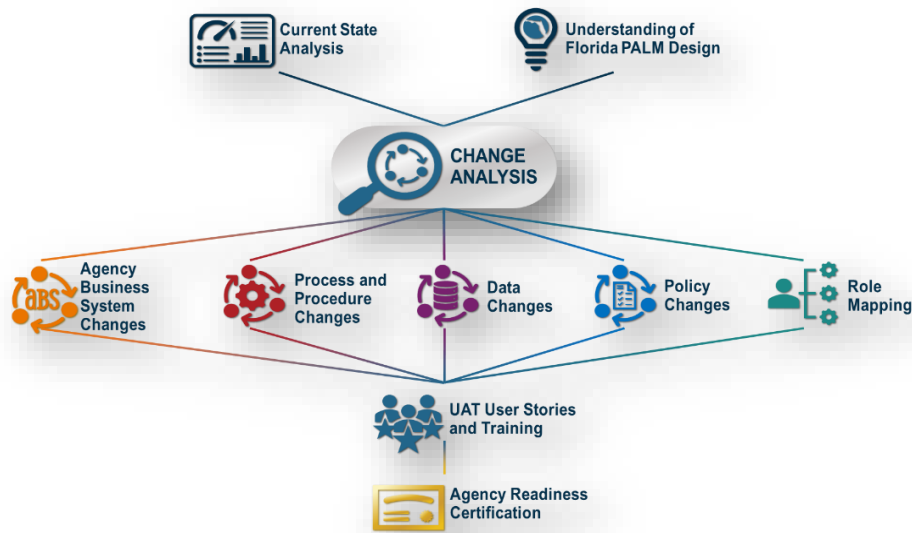 Current State
Analysis
Understanding of
Florida PALM Design
CHANGE
ANALYSIS
aBS
Agency
Business
System
Changes
Process and
Procedure
Changes
Data
Changes
Policy
Changes
Role
Mapping
UAT User Stories
and Training
Agency Readiness
Certification